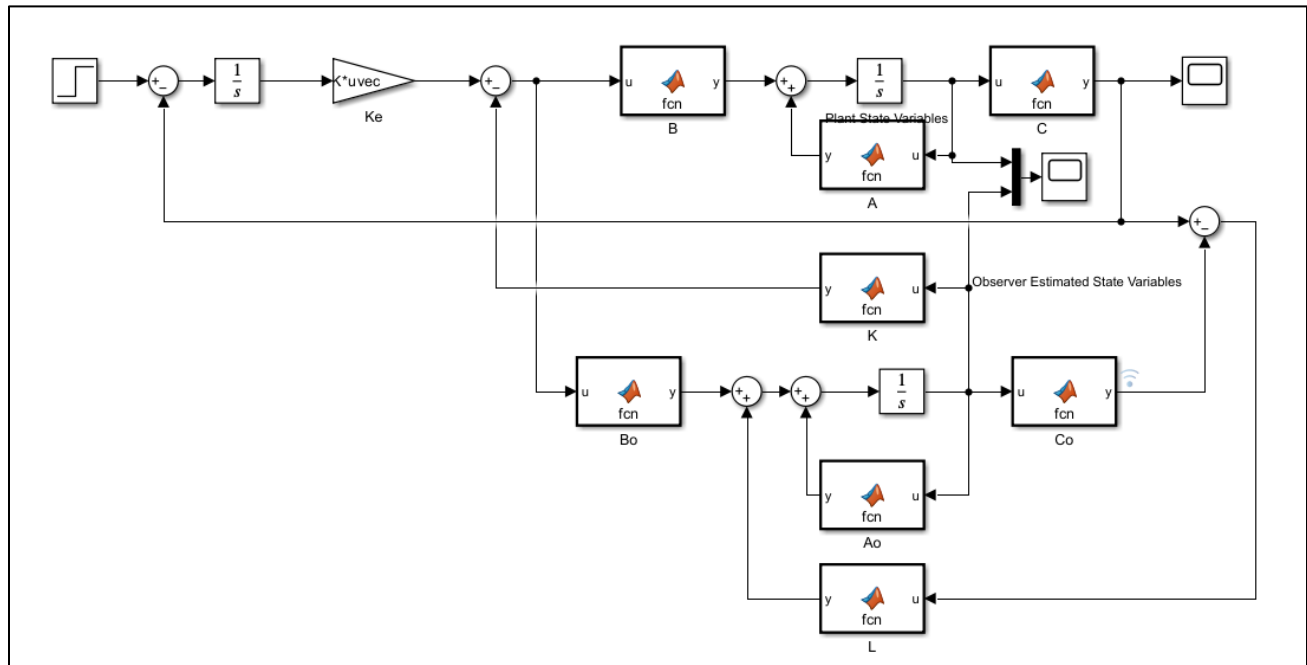 +
−
1
s
K*uvec
Ke
+
−
u
y
fcn
B
+
+
1
s
Plant State Variables
u
y
fcn
C
y
u
fcn
A
+
−
y
u
fcn
K
Observer Estimated State Variables
u
y
fcn
Bo
+
+
+
+
1
s
u
y
fcn
Co
y
u
fcn
Ao
y
u
fcn
L